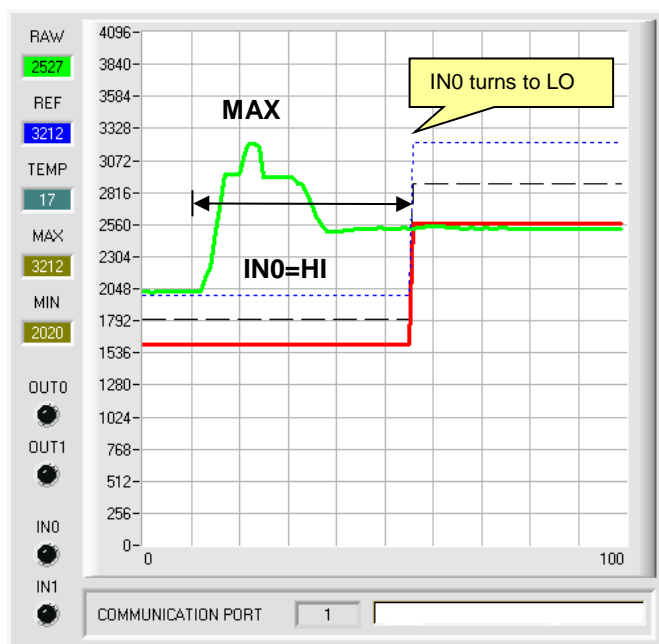 RAW
2527
REF
3212
TEMP
17
MAX
3212
MIN
2020
OUT0
OUT1
IN0
IN1
4096-
3840-
3584-
3328-
3072-
2816-
2560-
2304-
2048-
1792-
1536-
1280-
1024-
768-
512-
256-
0-
0
100
IN0 turns to LO
MAX
IN0=HI
COMMUNICATION PORT 1